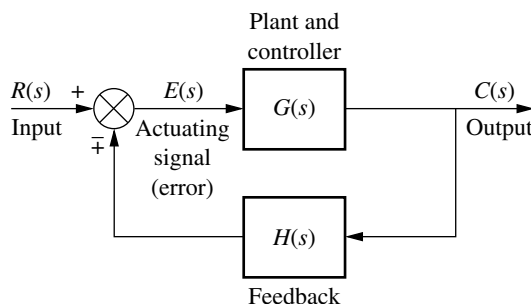 Plant and
controller
R(s)
+
E(s)
G(s)
C(s)
Input
∓
Actuating
signal
(error)
Output
H(s)
Feedback